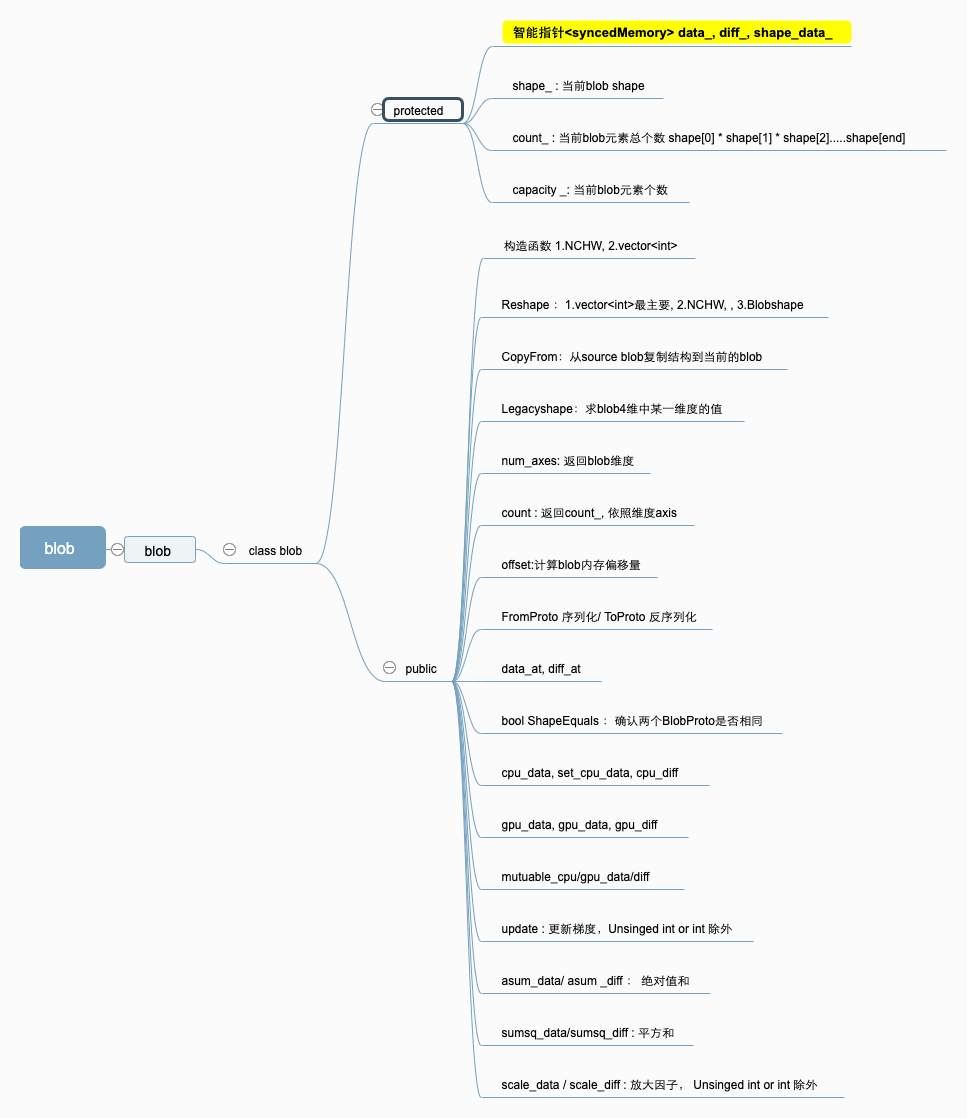 智能指针<syncedMemory> data_, diff_, shape_data_
shape_ : 当前blob shape
protected
count_ : 当前blob元素总个数 shape[0] * shape[1] * shape[2].....shape[end]
capacity _: 当前blob元素个数
构造函数 1.NCHW, 2.vector<int>
Reshape： 1.vector<int>最主要, 2.NCHW, , 3.Blobshape
CopyFrom：从source blob复制结构到当前的blob
Legacyshape：求blob4维中某一维度的值
num_axes: 返回blob维度
count : 返回count_, 依照维度axis
blob
blob
class blob
offset:计算blob内存偏移量
FromProto 序列化/ ToProto 反序列化
public
data_at, diff_at
bool ShapeEquals： 确认两个BlobProto是否相同
cpu_data, set_cpu_data, cpu_diff
gpu_data, gpu_data, gpu_diff
mutuable_cpu/gpu_data/diff
update : 更新梯度，Unsinged int or int 除外
asum_data/ asum _diff： 绝对值和
sumsq_data/sumsq_diff : 平方和
scale_data / scale_diff : 放大因子， Unsinged int or int 除外